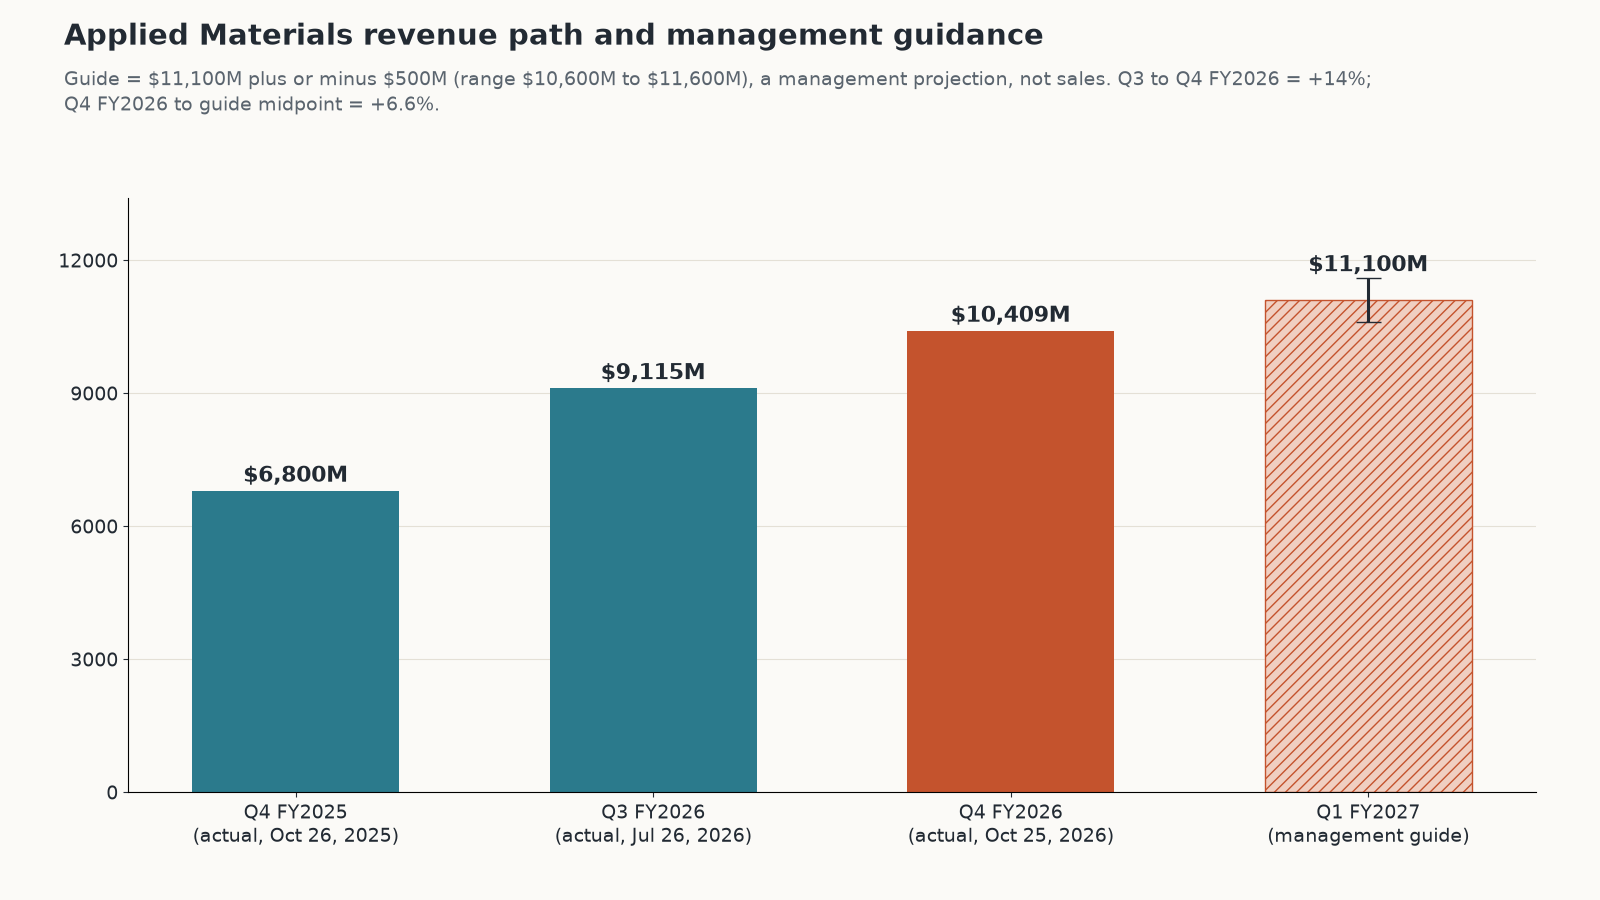 Applied Materials revenue path and management guidance
Guide = $11,100M plus or minus $500M (range $10,600M to $11,600M), a management projection, not sales. Q3 to Q4 FY2026 = +14%;
Q4 FY2026 to guide midpoint = +6.6%.
12000
9000
6000
3000
0
$6,800M
$9,115M
$10,409M
$11,100M
Q4 FY2025
(actual, Oct 26, 2025)
Q3 FY2026
(actual, Jul 26, 2026)
Q4 FY2026
(actual, Oct 25, 2026)
Q1 FY2027
(management guide)